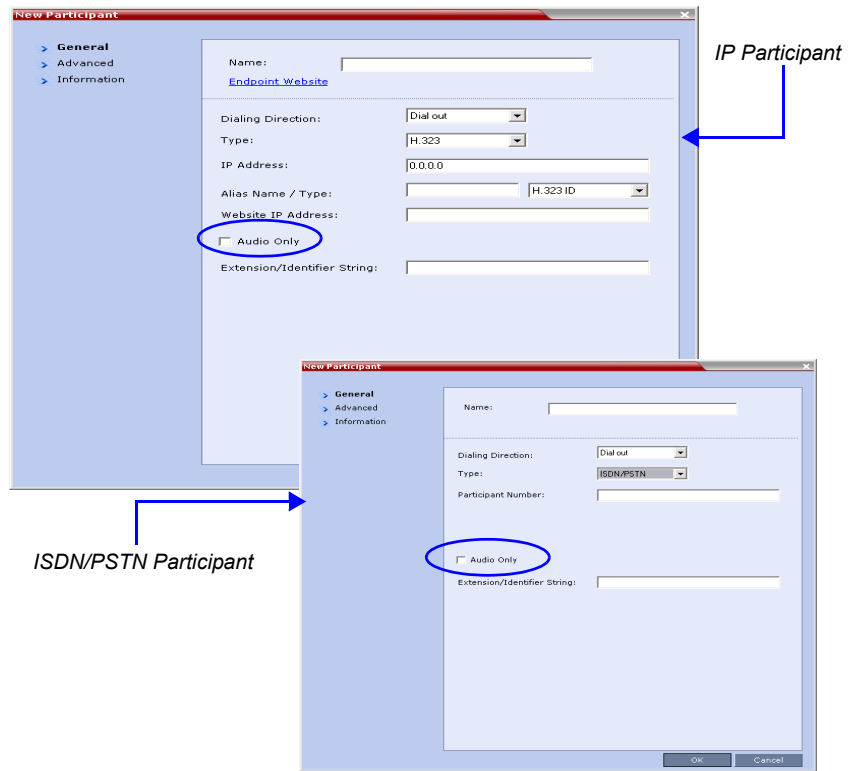 New Participant
General
Advanced
Information
Name:
Endpoint Website
Dialing Direction: Dial out
Type: H.323
IP Address: 0.0.0.0
Alias Name / Type: H.323 ID
Website IP Address:
Audio Only
Extension/Identifier String:
IP Participant
New Participant
General
Advanced
Information
Name:
Dialing Direction: Dial out
Type: ISDN/PSTN
Participant Number:
Audio Only
Extension/Identifier String:
OK Cancel
ISDN/PSTN Participant